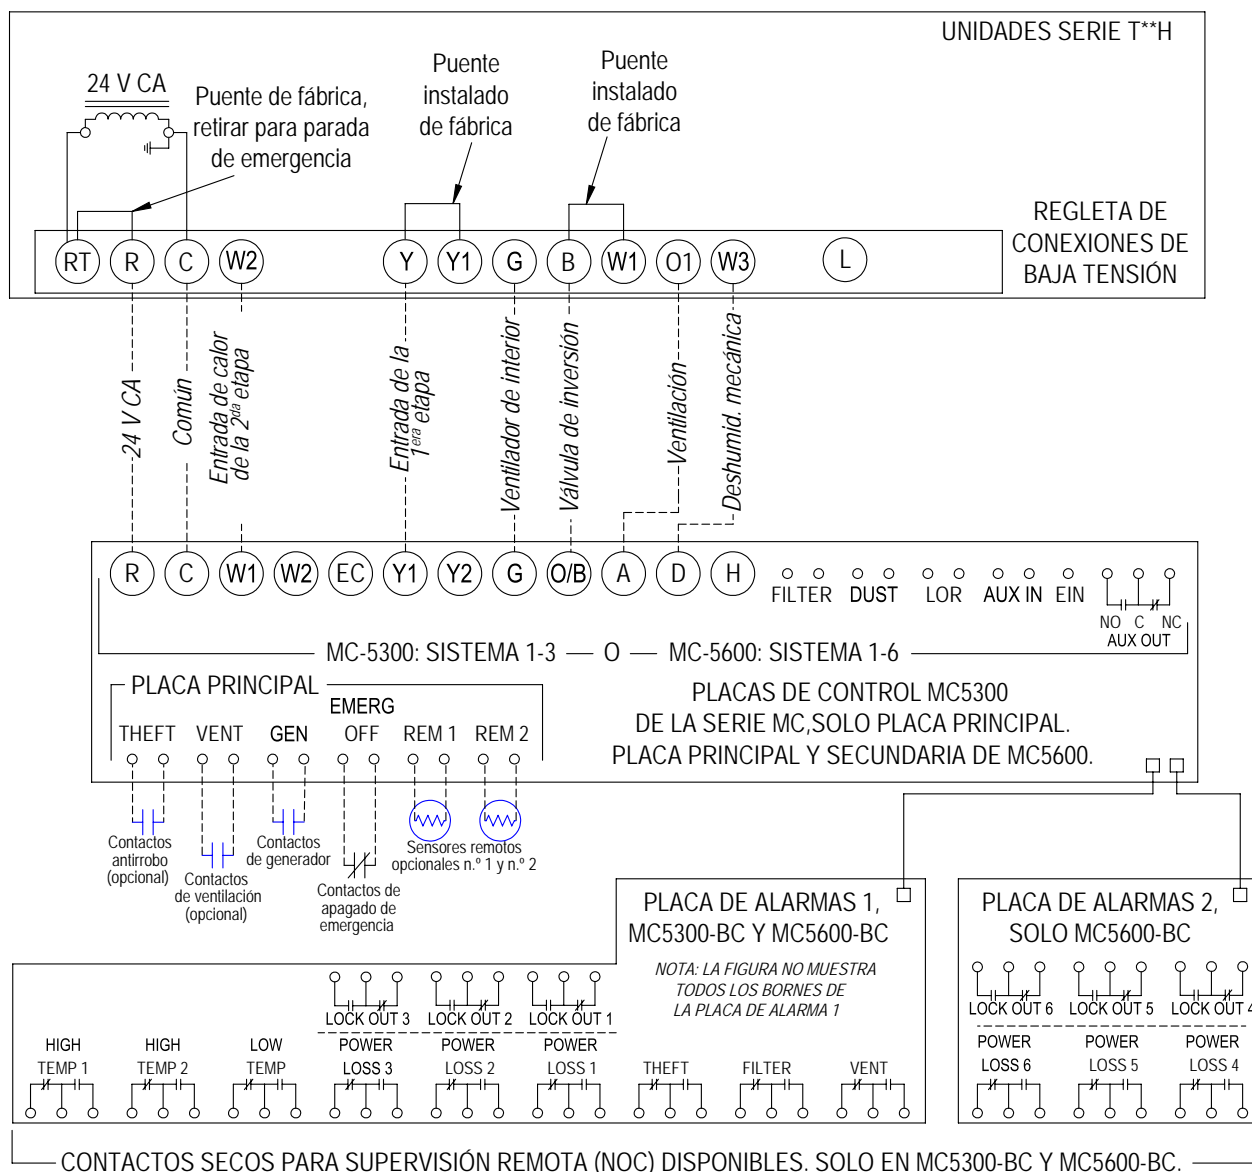 UNIDADES SERIE T**H
24 V CA
Puente de fábrica,
retirar para parada
de emergencia
Puente
instalado
de fábrica
Puente
instalado
de fábrica
REGLETA DE
CONEXIONES DE
BAJA TENSIÓN
RT R C W2 Y Y1 G B W1 O1 W3 L
24 V CA
Común
Entrada de calor
de la 2da etapa
Entrada de la
1era etapa
Ventilador de interior
Válvula de inversión
Ventilación
Deshumid. mecánica
R C W1 W2 EC Y1 Y2 G O/B A D H
FILTER DUST LOR AUX IN EIN
NO C NC
AUX OUT
MC-5300: SISTEMA 1-3 — O — MC-5600: SISTEMA 1-6
PLACA PRINCIPAL
PLACAS DE CONTROL MC5300
DE LA SERIE MC,SOLO PLACA PRINCIPAL.
PLACA PRINCIPAL Y SECUNDARIA DE MC5600.
EMERG
THEFT VENT GEN OFF REM 1 REM 2
Contactos
antirrobo
(opcional)
Contactos
de ventilación
(opcional)
Contactos
de generador
Contactos de
apagado de
emergencia
Sensores remotos
opcionales n.º 1 y n.º 2
PLACA DE ALARMAS 1,
MC5300-BC Y MC5600-BC
NOTA: LA FIGURA NO MUESTRA
TODOS LOS BORNES DE
LA PLACA DE ALARMA 1
PLACA DE ALARMAS 2,
SOLO MC5600-BC
LOCK OUT 3 LOCK OUT 2 LOCK OUT 1
HIGH
TEMP 1
HIGH
TEMP 2
LOW
TEMP
POWER
LOSS 3
POWER
LOSS 2
POWER
LOSS 1
THEFT
FILTER
VENT
LOCK OUT 6 LOCK OUT 5 LOCK OUT 4
POWER
LOSS 6
POWER
LOSS 5
POWER
LOSS 4
CONTACTOS SECOS PARA SUPERVISIÓN REMOTA (NOC) DISPONIBLES. SOLO EN MC5300-BC Y MC5600-BC.